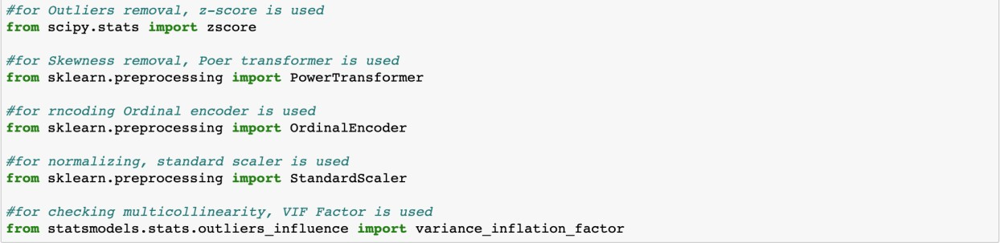 #for Outliers removal, z-score is used
from scipy.stats import zscore
#for Skewness removal, Poer transformer is used
from sklearn.preprocessing import PowerTransformer
#for rncoding Ordinal encoder is used
from sklearn.preprocessing import OrdinalEncoder
#for normalizing, standard scaler is used
from sklearn.preprocessing import StandardScaler
#for checking multicollinearity, VIF Factor is used
from statsmodels.stats.outliers_influence import variance_inflation_factor